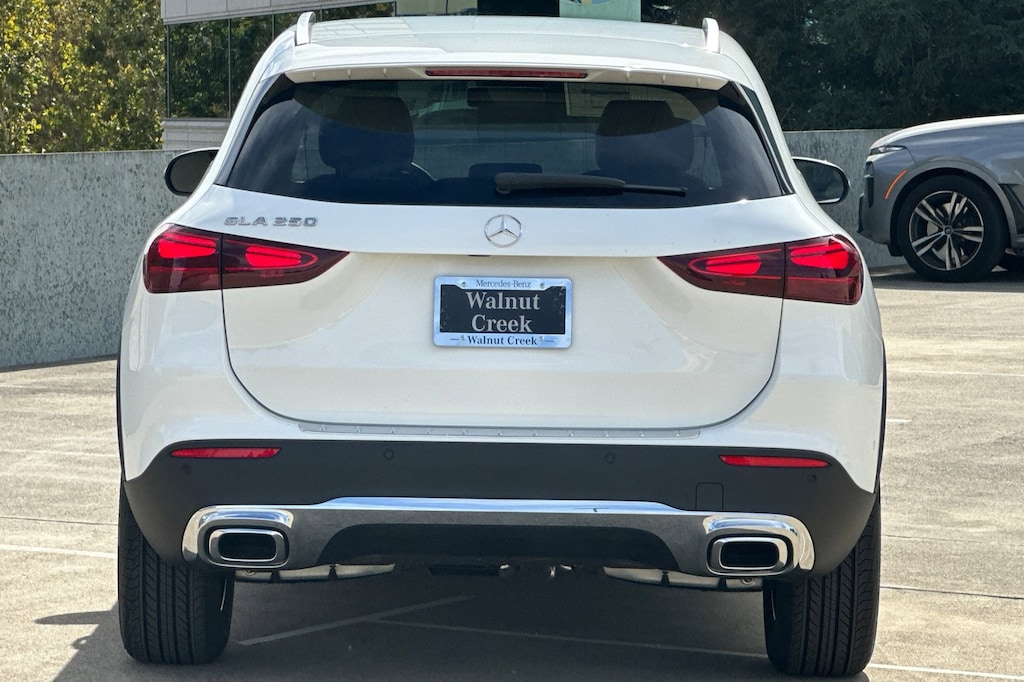 GLA 250
Mercedes-Benz
Walnut
Creek
Walnut Creek